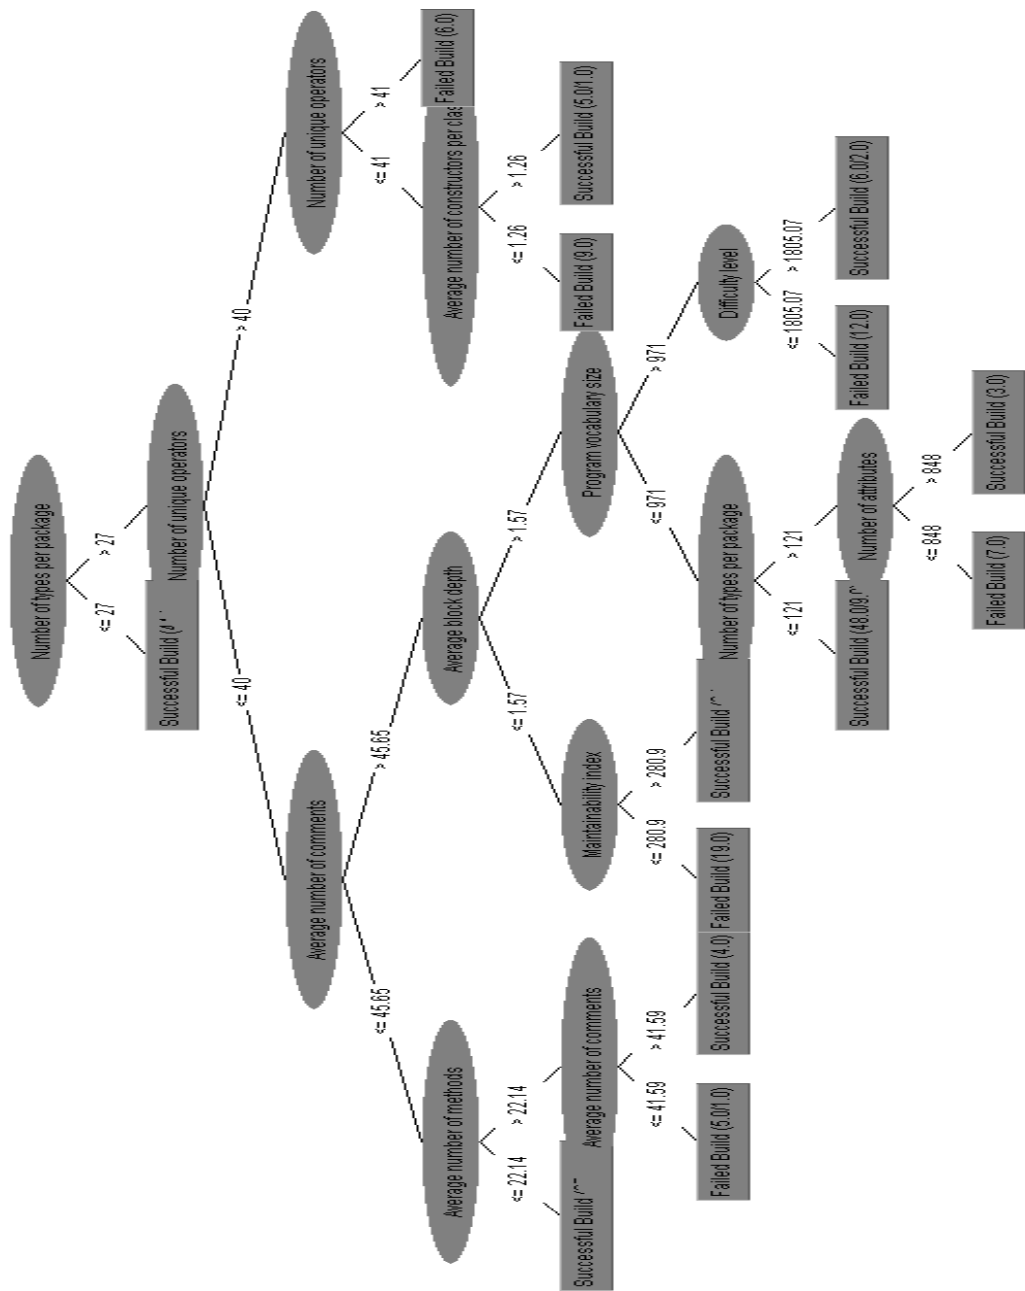 Number of types per package
<= 27
> 27
Successful Build (
Number of unique operators
<= 40
> 40
Average number of comments
Number of unique operators
<= 45.65
> 45.65
<= 41
> 41
Average number of methods
Average block depth
Average number of constructors per clas
Failed Build (6.0)
<= 22.14
> 22.14
<= 1.57
> 1.57
<= 1.26
> 1.26
Successful Build
Average number of comments
Maintainability index
Program vocabulary size
Failed Build (9.0)
Successful Build (5.0/1.0)
<= 41.59
> 41.59
<= 280.9
> 280.9
<= 971
> 971
Failed Build (5.0/1.0)
Successful Build (4.0)
Failed Build (19.0)
Successful Build
Number of types per package
Difficulty level
<= 121
> 121
<= 1805.07
> 1805.07
Successful Build (48.0/9.
Number of attributes
Failed Build (12.0)
Successful Build (6.0/2.0)
<= 848
> 848
Failed Build (7.0)
Successful Build (3.0)